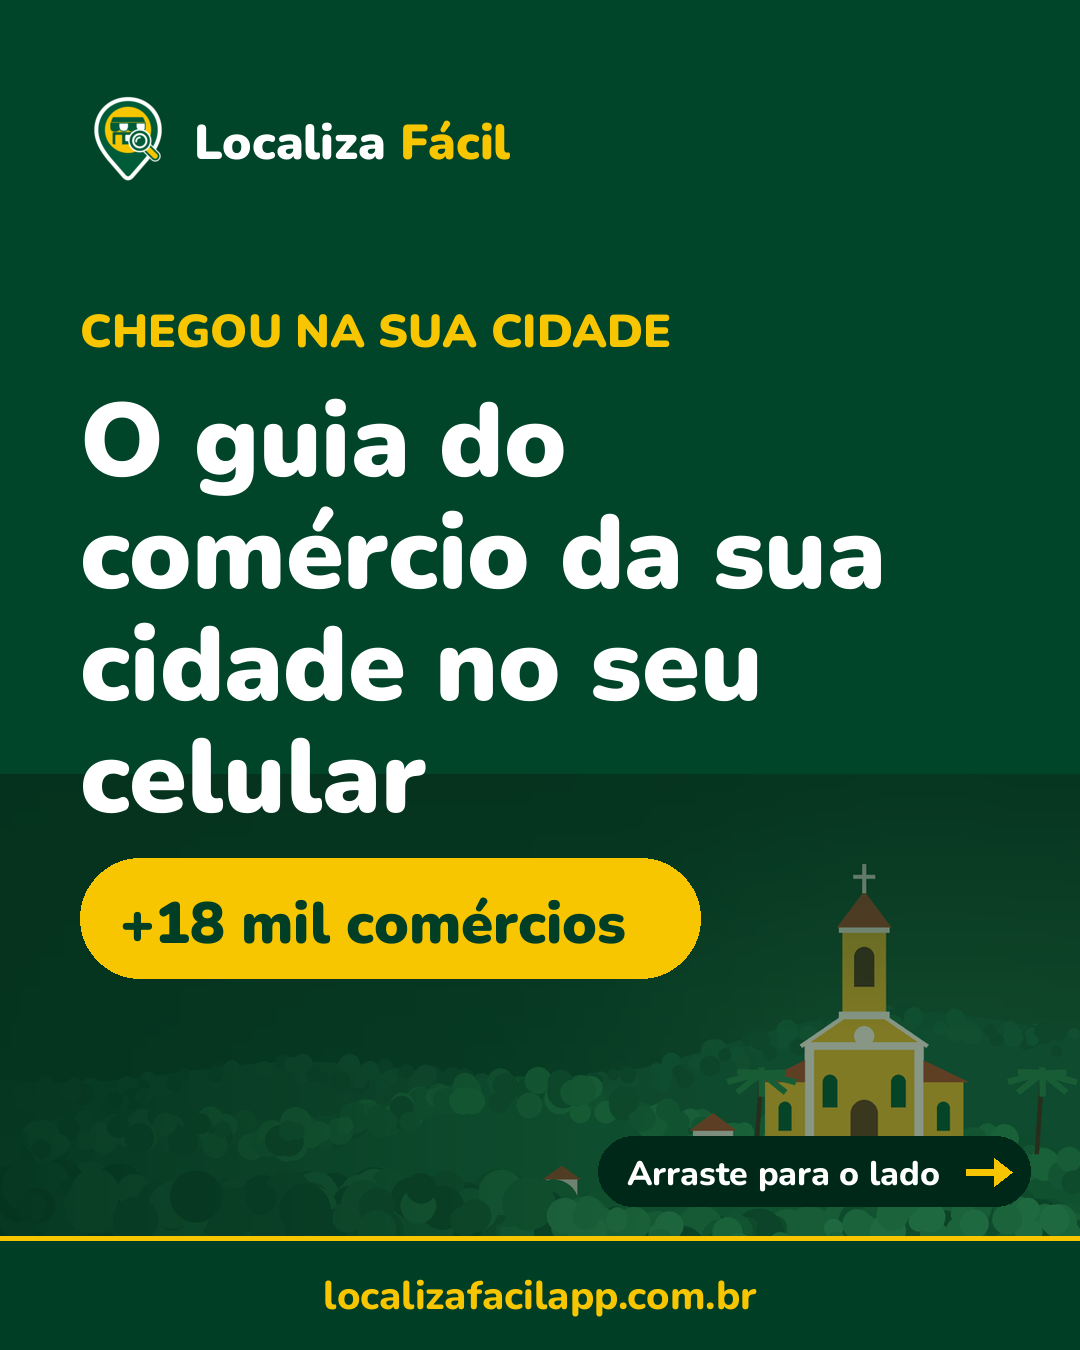 Localiza Fácil
CHEGOU NA SUA CIDADE
O guia do
comércio da sua
cidade no seu
celular
+18 mil comércios
Arraste para o lado
localizafacilapp.com.br